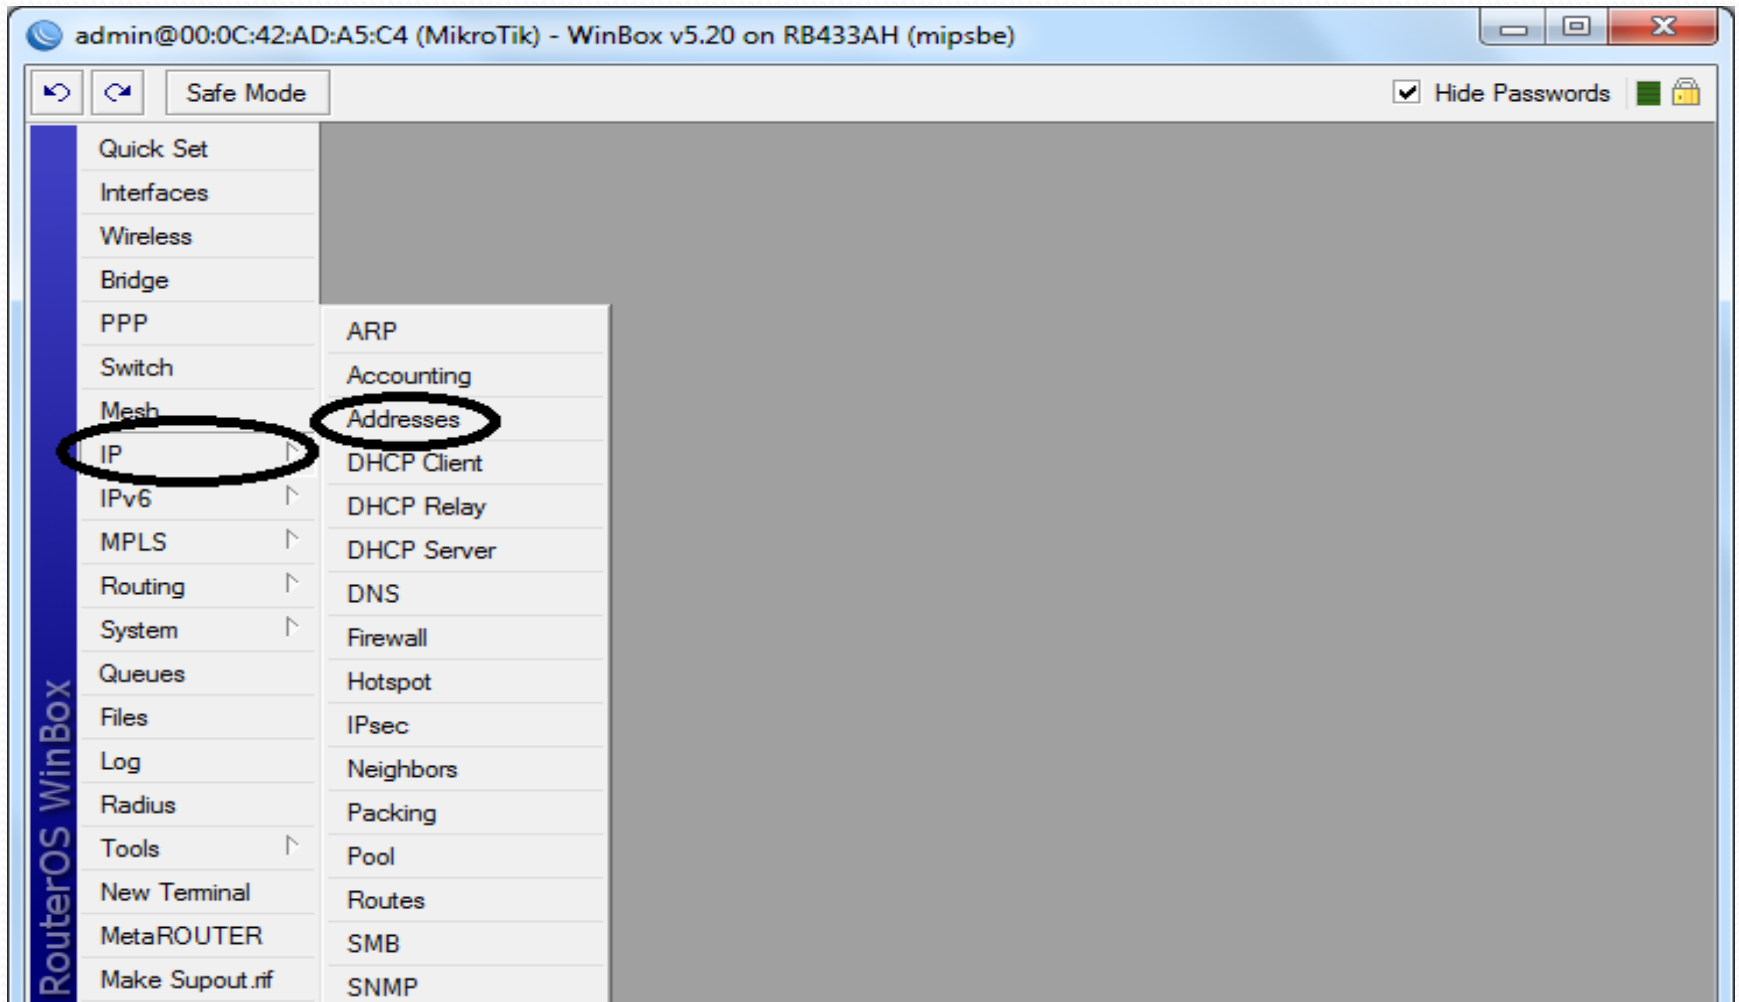 admin@00:0C:42:AD:A5:C4 (MikroTik) - WinBox v5.20 on RB433AH (mipsbe)
Safe Mode
Hide Passwords
Quick Set
Interfaces
Wireless
Bridge
PPP
Switch
Mesh
IP
IPv6
MPLS
Routing
System
Queues
Files
Log
Radius
Tools
New Terminal
MetaROUTER
Make Supout.rif
ARP
Accounting
Addresses
DHCP Client
DHCP Relay
DHCP Server
DNS
Firewall
Hotspot
IPsec
Neighbors
Packing
Pool
Routes
SMB
SNMP
RouterOS WinBox